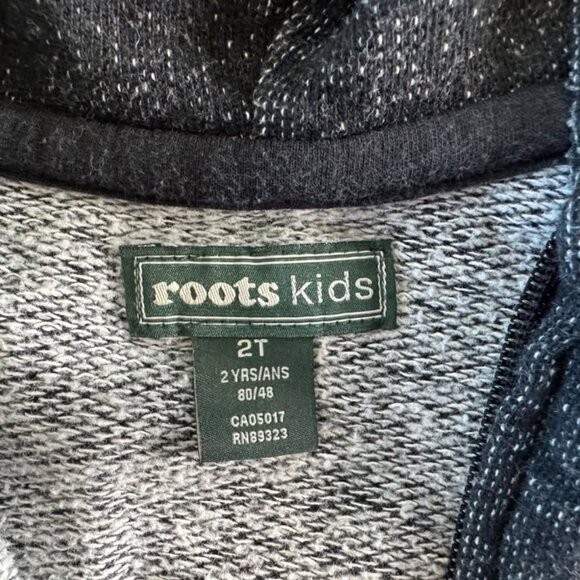 roots kids
2T
2 YRS/ANS
80/48
CA05017
RN89323